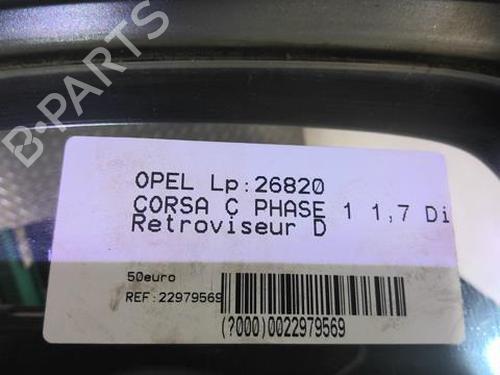 B-PARTS
OPEL Lp:26820
CORSA C PHASE 1 1,7 Di
Retroviseur D
50euro
REF:22979569
(?000)0022979569